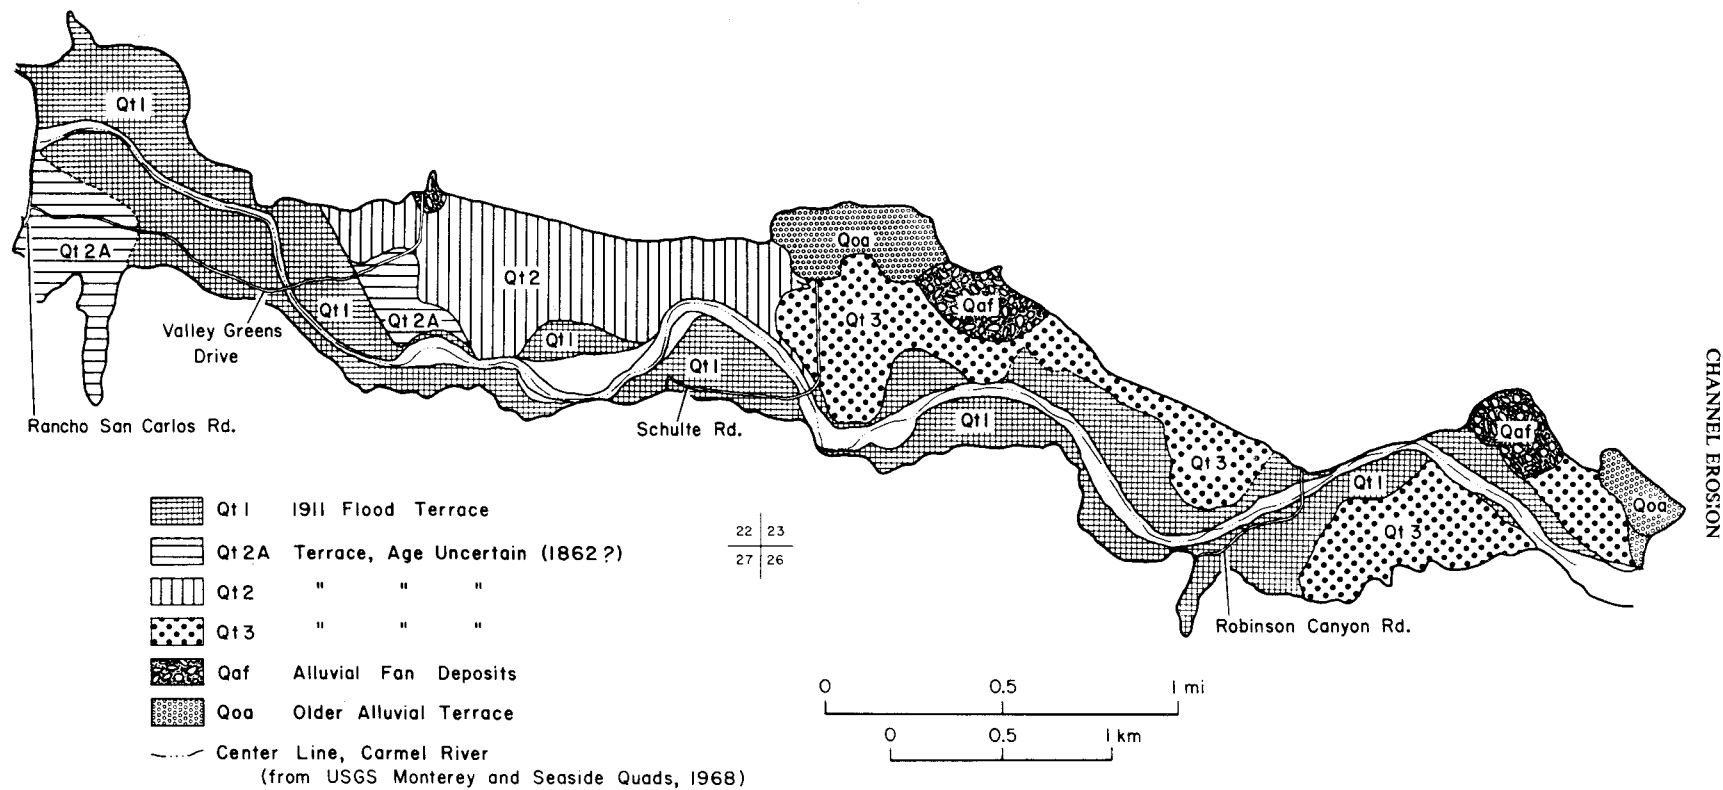 Qt1
Qt2A
Qt2
Qt1
Qt2A
Qt1
Qt1
Qoa
Qt3
Qaf
Qt1
Qt3
Qt1
Qt3
Qaf
Qoa
Valley Greens
Drive
Rancho San Carlos Rd.
Schulte Rd.
Robinson Canyon Rd.
CHANNEL EROSION
Qt1 1911 Flood Terrace
Qt2A Terrace, Age Uncertain (1862?)
Qt2 " " "
Qt3 " " "
Qaf Alluvial Fan Deposits
Qoa Older Alluvial Terrace
Center Line, Carmel River
(from USGS Monterey and Seaside Quads, 1968)
22 23
27 26
0 0.5 1 mi
0 0.5 1 km